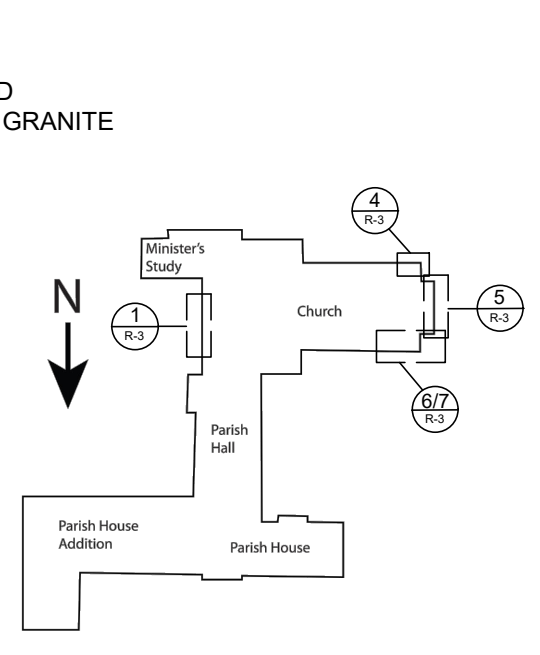 D
GRANITE
4
R-3
Minister's
Study
N
1
R-3
Church
5
R-3
6/7
R-3
Parish
Hall
Parish House
Addition
Parish House